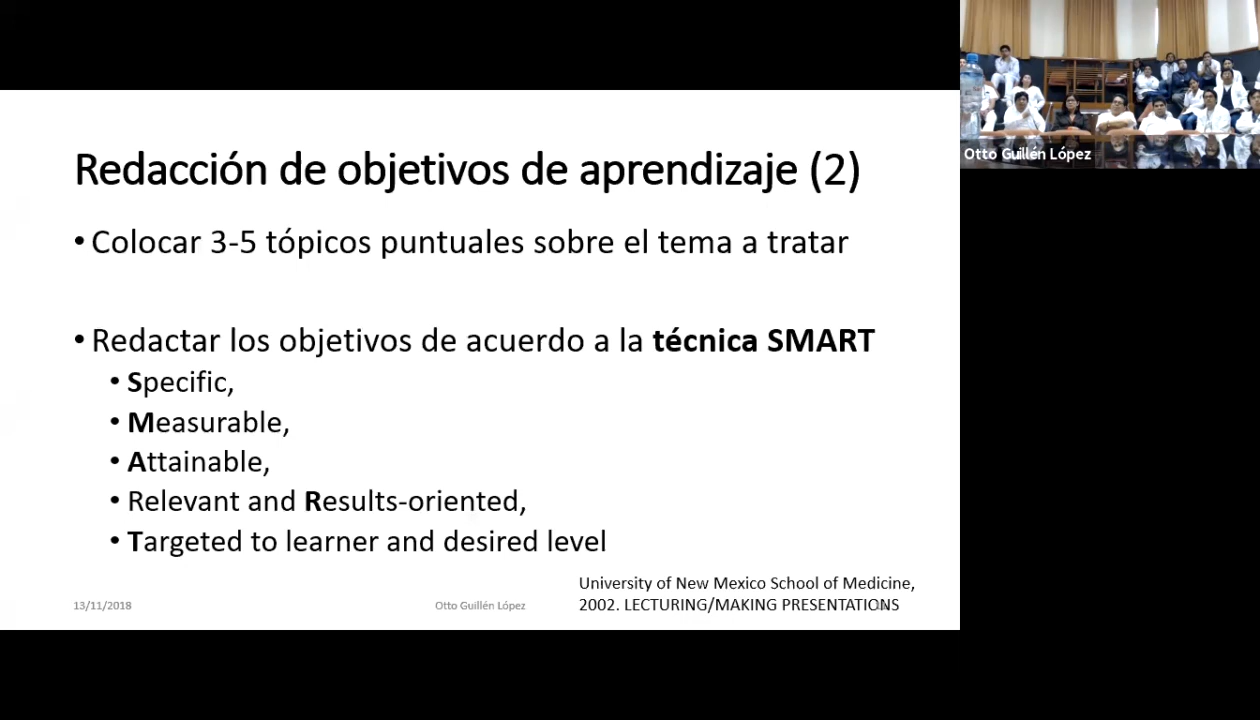 Otto Guillén López
Redacción de objetivos de aprendizaje (2)
• Colocar 3-5 tópicos puntuales sobre el tema a tratar
• Redactar los objetivos de acuerdo a la técnica SMART
• Specific,
• Measurable,
• Attainable,
• Relevant and Results-oriented,
• Targeted to learner and desired level
University of New Mexico School of Medicine,
2002. LECTURING/MAKING PRESENTATIONS
13/11/2018
Otto Guillén López